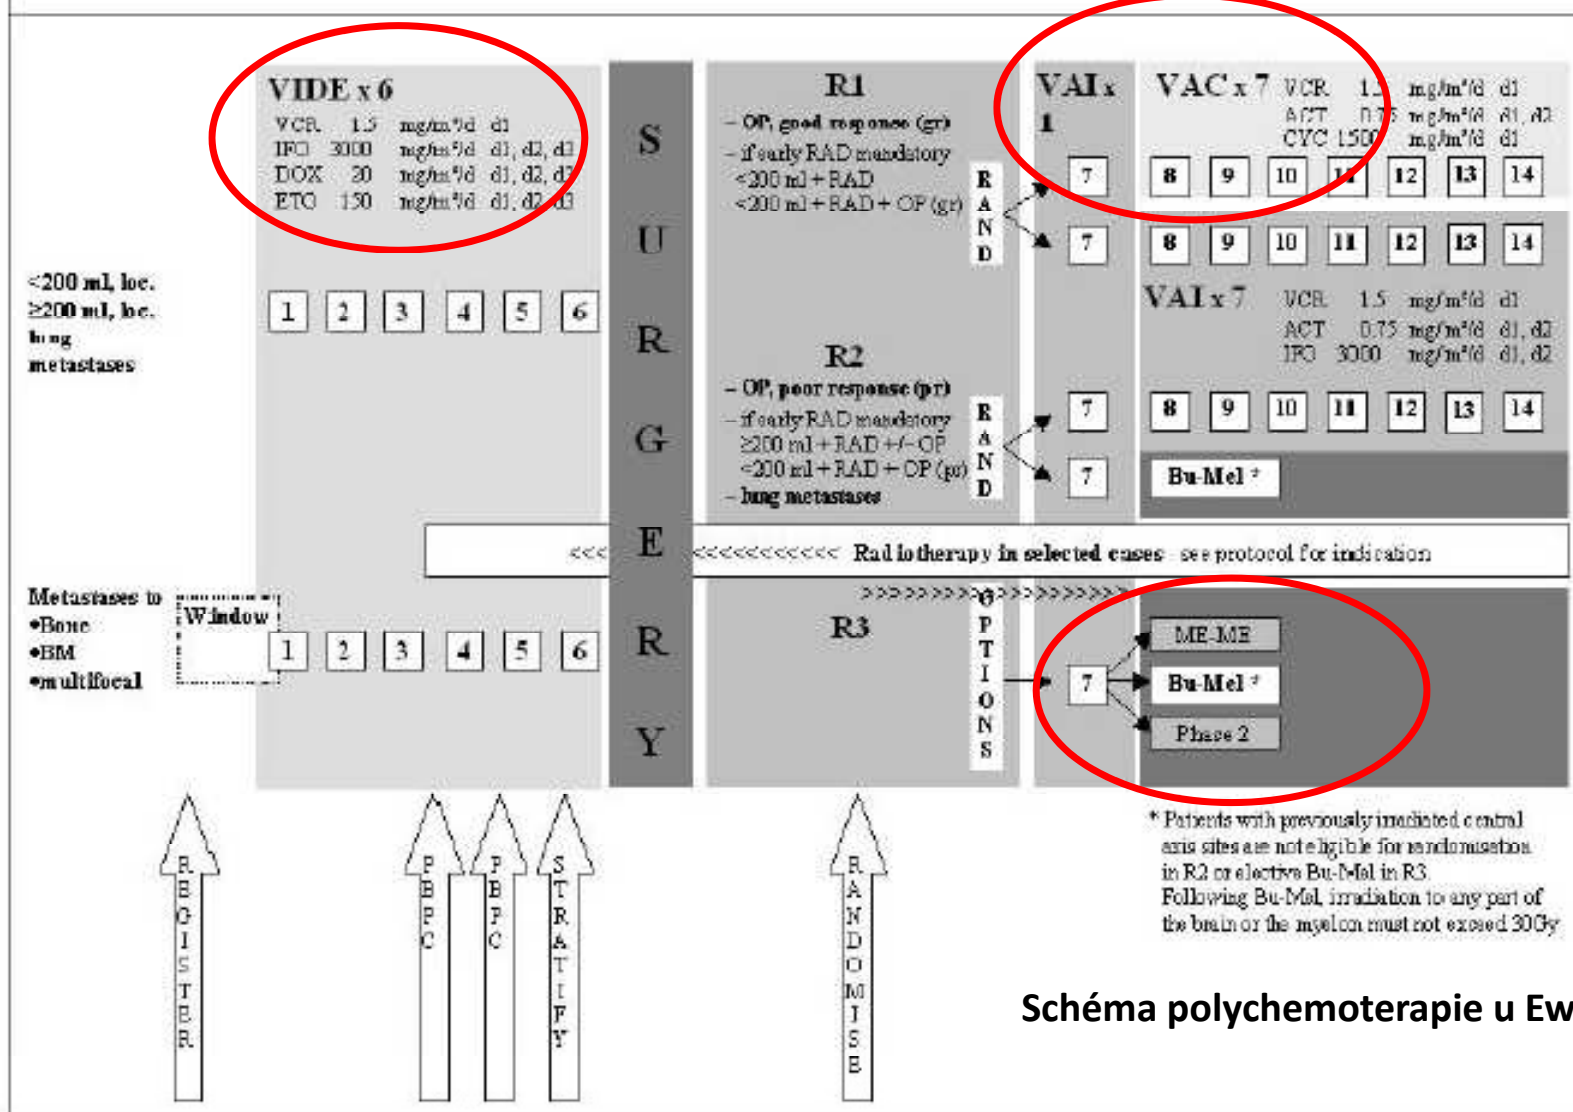 VIDE x 6
VCR 1.5 mg/m²/d d1
IFO 3000 mg/m²/d d1, d2, d3
DOX 20 mg/m²/d d1, d2, d3
ETO 150 mg/m²/d d1, d2, d3
<200 ml, loc.
≥200 ml, loc.
lung
metastases
1 2 3 4 5 6
SURGERY
R1
– OP, good response (gr)
– if early RAD mandatory
<200 ml + RAD
<200 ml + RAD + OP (gr)
RAND
R2
– OP, poor response (pr)
– if early RAD mandatory
≥200 ml + RAD +/- OP
<200 ml + RAD + OP (pr)
– lung metastases
RAND
VAI x
1
7
7
7
7
VAC x 7 VCR 1.5 mg/m²/d d1
ACT 0.75 mg/m²/d d1, d2
CYC 1500 mg/m²/d d1
8 9 10 11 12 13 14
8 9 10 11 12 13 14
VAI x 7 VCR 1.5 mg/m²/d d1
ACT 0.75 mg/m²/d d1, d2
IFO 3000 mg/m²/d d1, d2
8 9 10 11 12 13 14
Bu-Mel *
<<< <<<<<<<<<<< Radiotherapy in selected cases see protocol for indication
>>>>>>>>>>>>>>>>>>>>
Metastases to
•Bone
•BM
•multifocal
Window
1 2 3 4 5 6
R3
OPTIONS
7
ME-ME
Bu-Mel *
Phase 2
REGISTER
PBPC
PBPC
STRATIFY
RANDOMISE
* Patients with previously irradiated central
axis sites are not eligible for randomisation
in R2 or elective Bu-Mel in R3.
Following Bu-Mel, irradiation to any part of
the brain or the myelon must not exceed 30Gy
Schéma polychemoterapie u Ew